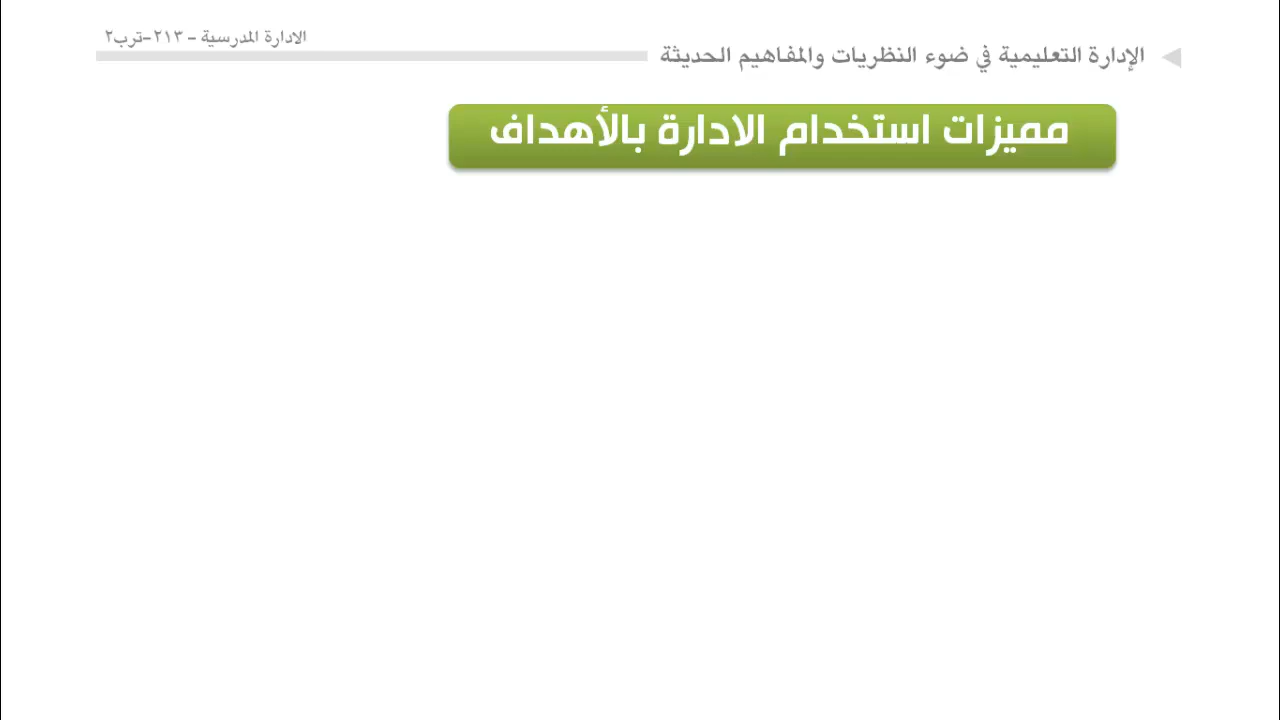 الادارة المدرسية - ٢١٣-ترب٢
الإدارة التعليمية في ضوء النظريات والمفاهيم الحديثة
مميزات استخدام الادارة بالأهداف